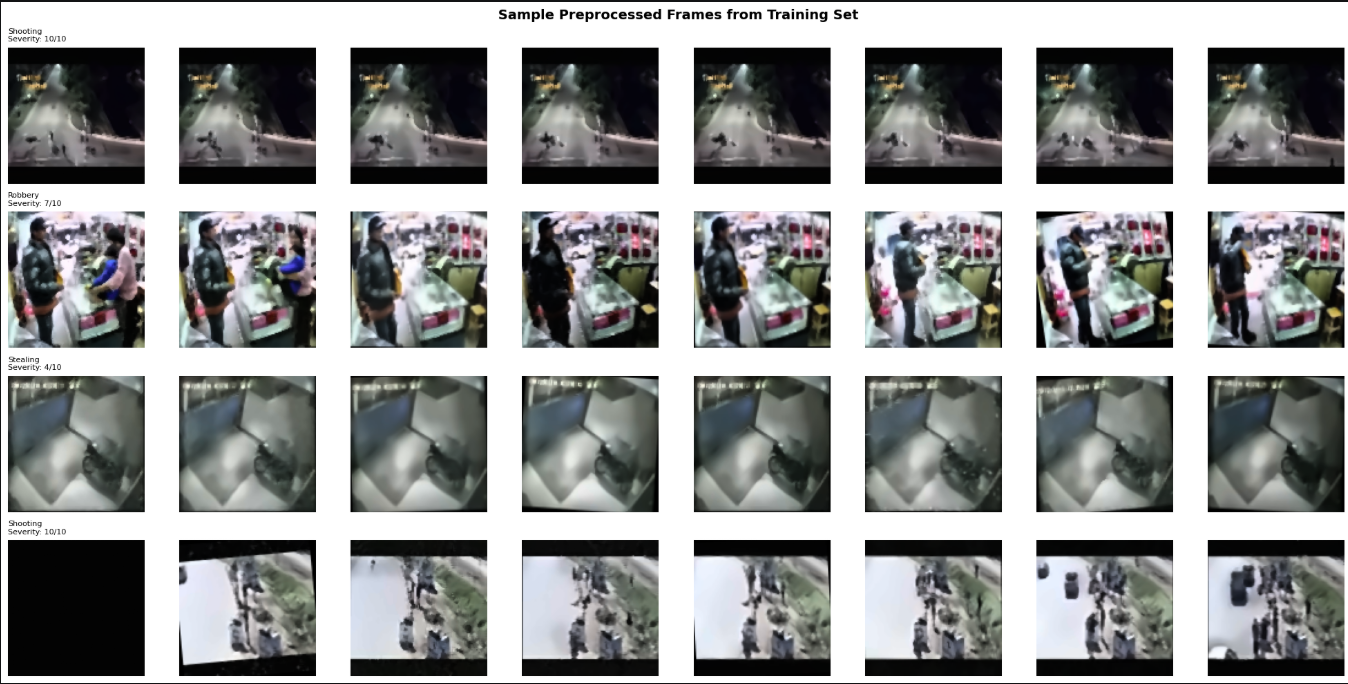 Sample Preprocessed Frames from Training Set
Shooting
Severity: 10/10
Robbery
Severity: 7/10
Stealing
Severity: 4/10
Shooting
Severity: 10/10